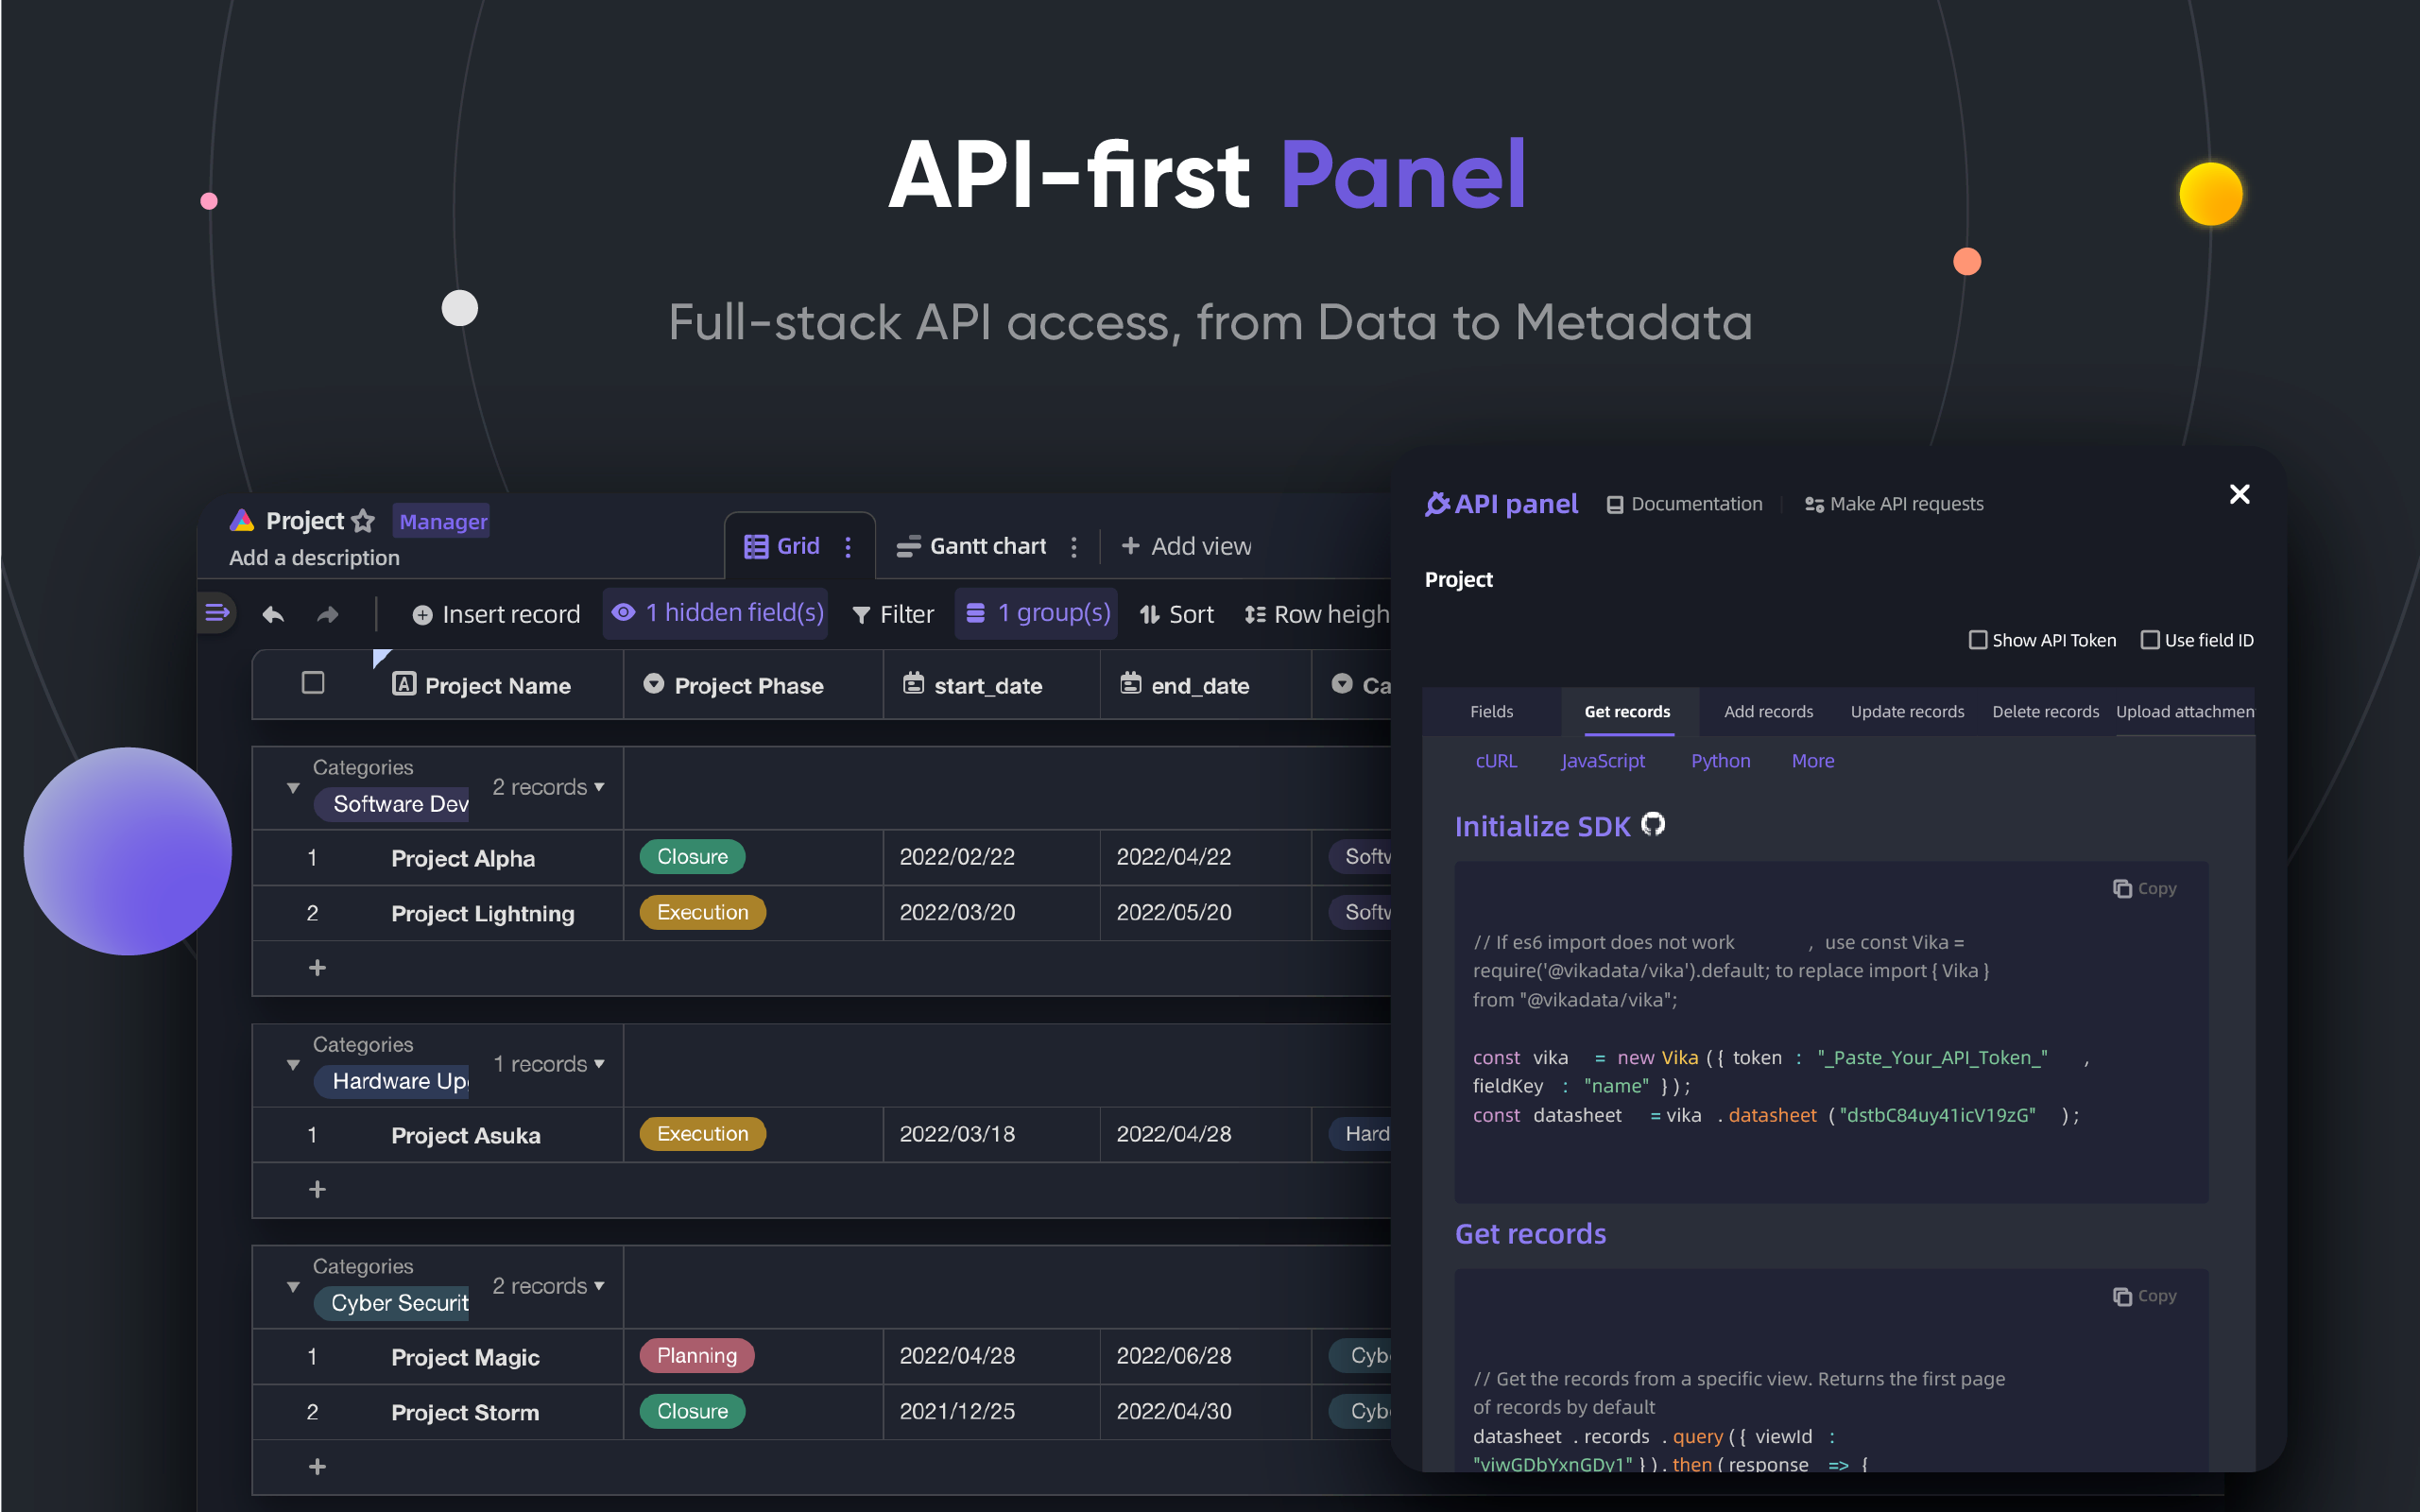 API-first Panel
Full-stack API access, from Data to Metadata
Project Manager
Add a description
Grid Gantt chart Add view
Insert record 1 hidden field(s) Filter 1 group(s) Sort Row heigh
Project Name Project Phase start_date end_date Ca
Categories
Software Dev 2 records
1 Project Alpha Closure 2022/02/22 2022/04/22 Softw
2 Project Lightning Execution 2022/03/20 2022/05/20 Softw
+
Categories
Hardware Up 1 records
1 Project Asuka Execution 2022/03/18 2022/04/28 Hard
+
Categories
Cyber Securit 2 records
1 Project Magic Planning 2022/04/28 2022/06/28 Cybe
2 Project Storm Closure 2021/12/25 2022/04/30 Cybe
+
API panel Documentation Make API requests
Project
Show API Token Use field ID
Fields Get records Add records Update records Delete records Upload attachmen
cURL JavaScript Python More
Initialize SDK
Copy
// If es6 import does not work , use const Vika =
require('@vikadata/vika').default; to replace import { Vika }
from "@vikadata/vika";
const vika = new Vika ({ token : "_Paste_Your_API_Token_" ,
fieldKey : "name" });
const datasheet = vika . datasheet ("dstbC84uy41icV19zG" );
Get records
Copy
// Get the records from a specific view. Returns the first page
of records by default
datasheet . records . query ({ viewId :
"viwGDbYxnGDy1" }). then ( response => {